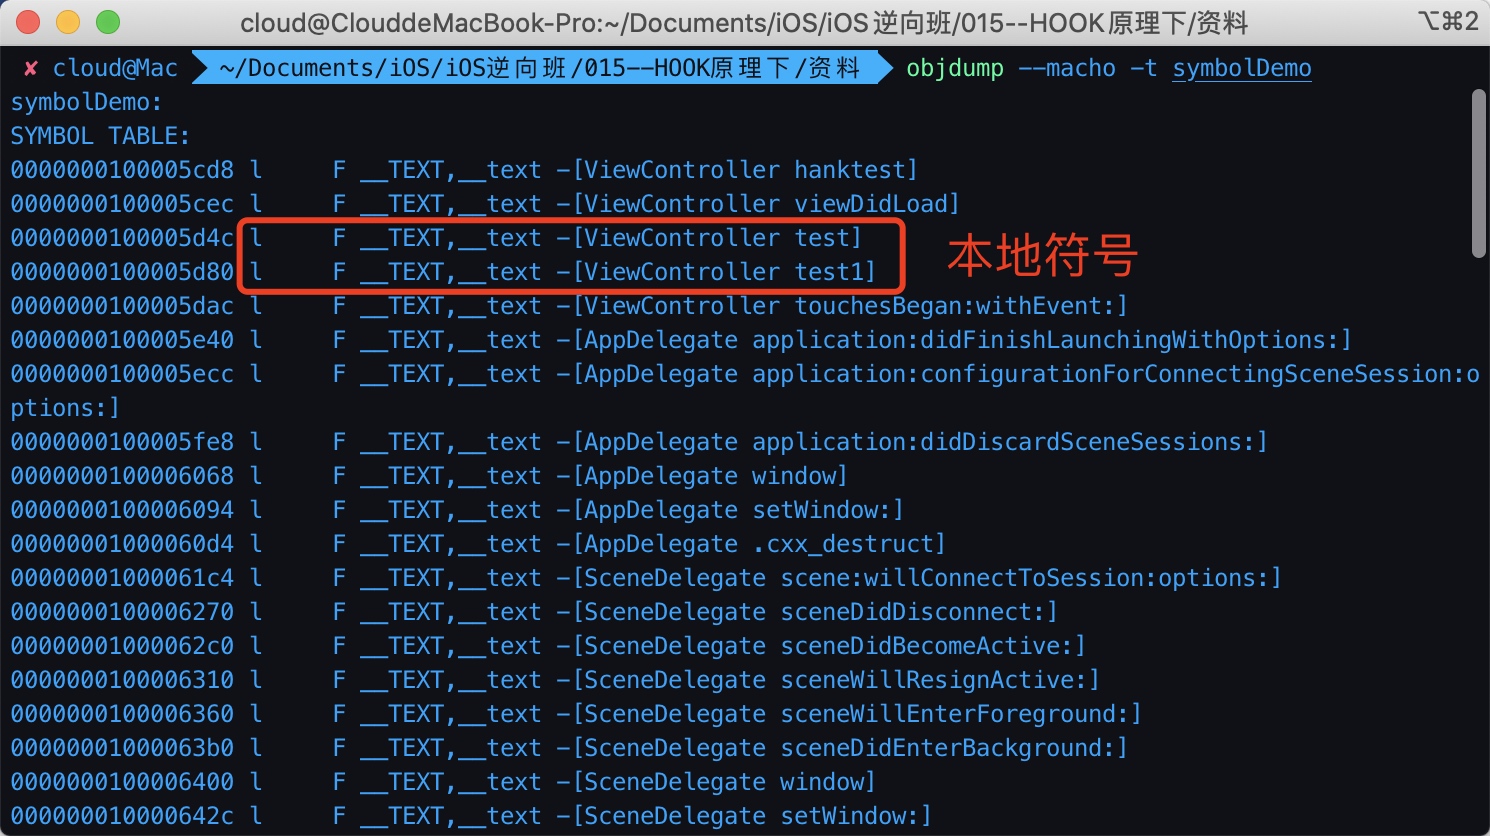 cloud@ClouddeMacBook-Pro:~/Documents/iOS/iOS逆向班/015--HOOK原理下/资料 ⌥⌘2
✘ cloud@Mac ~/Documents/iOS/iOS逆向班/015--HOOK原理下/资料 objdump --macho -t symbolDemo
symbolDemo:
SYMBOL TABLE:
0000000100005cd8 l     F __TEXT,__text -[ViewController hanktest]
0000000100005cec l     F __TEXT,__text -[ViewController viewDidLoad]
0000000100005d4c l     F __TEXT,__text -[ViewController test]
0000000100005d80 l     F __TEXT,__text -[ViewController test1]
本地符号
0000000100005dac l     F __TEXT,__text -[ViewController touchesBegan:withEvent:]
0000000100005e40 l     F __TEXT,__text -[AppDelegate application:didFinishLaunchingWithOptions:]
0000000100005ecc l     F __TEXT,__text -[AppDelegate application:configurationForConnectingSceneSession:o
ptions:]
0000000100005fe8 l     F __TEXT,__text -[AppDelegate application:didDiscardSceneSessions:]
0000000100006068 l     F __TEXT,__text -[AppDelegate window]
0000000100006094 l     F __TEXT,__text -[AppDelegate setWindow:]
00000001000060d4 l     F __TEXT,__text -[AppDelegate .cxx_destruct]
00000001000061c4 l     F __TEXT,__text -[SceneDelegate scene:willConnectToSession:options:]
0000000100006270 l     F __TEXT,__text -[SceneDelegate sceneDidDisconnect:]
00000001000062c0 l     F __TEXT,__text -[SceneDelegate sceneDidBecomeActive:]
0000000100006310 l     F __TEXT,__text -[SceneDelegate sceneWillResignActive:]
0000000100006360 l     F __TEXT,__text -[SceneDelegate sceneWillEnterForeground:]
00000001000063b0 l     F __TEXT,__text -[SceneDelegate sceneDidEnterBackground:]
0000000100006400 l     F __TEXT,__text -[SceneDelegate window]
000000010000642c l     F __TEXT,__text -[SceneDelegate setWindow:]